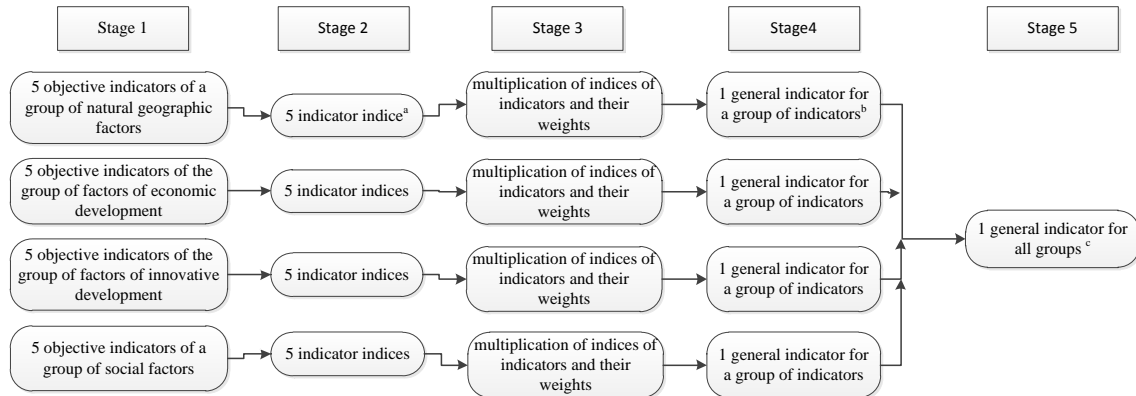 Stage 1
Stage 2
Stage 3
Stage4
Stage 5
5 objective indicators of a
group of natural geographic
factors
5 indicator indiceᵃ
multiplication of indices of
indicators and their
weights
1 general indicator for
a group of indicatorsᵇ
5 objective indicators of the
group of factors of economic
development
5 indicator indices
multiplication of indices of
indicators and their
weights
1 general indicator for
a group of indicators
5 objective indicators of the
group of factors of innovative
development
5 indicator indices
multiplication of indices of
indicators and their
weights
1 general indicator for
a group of indicators
5 objective indicators of a
group of social factors
5 indicator indices
multiplication of indices of
indicators and their
weights
1 general indicator for
a group of indicators
1 general indicator for
all groups ᶜ